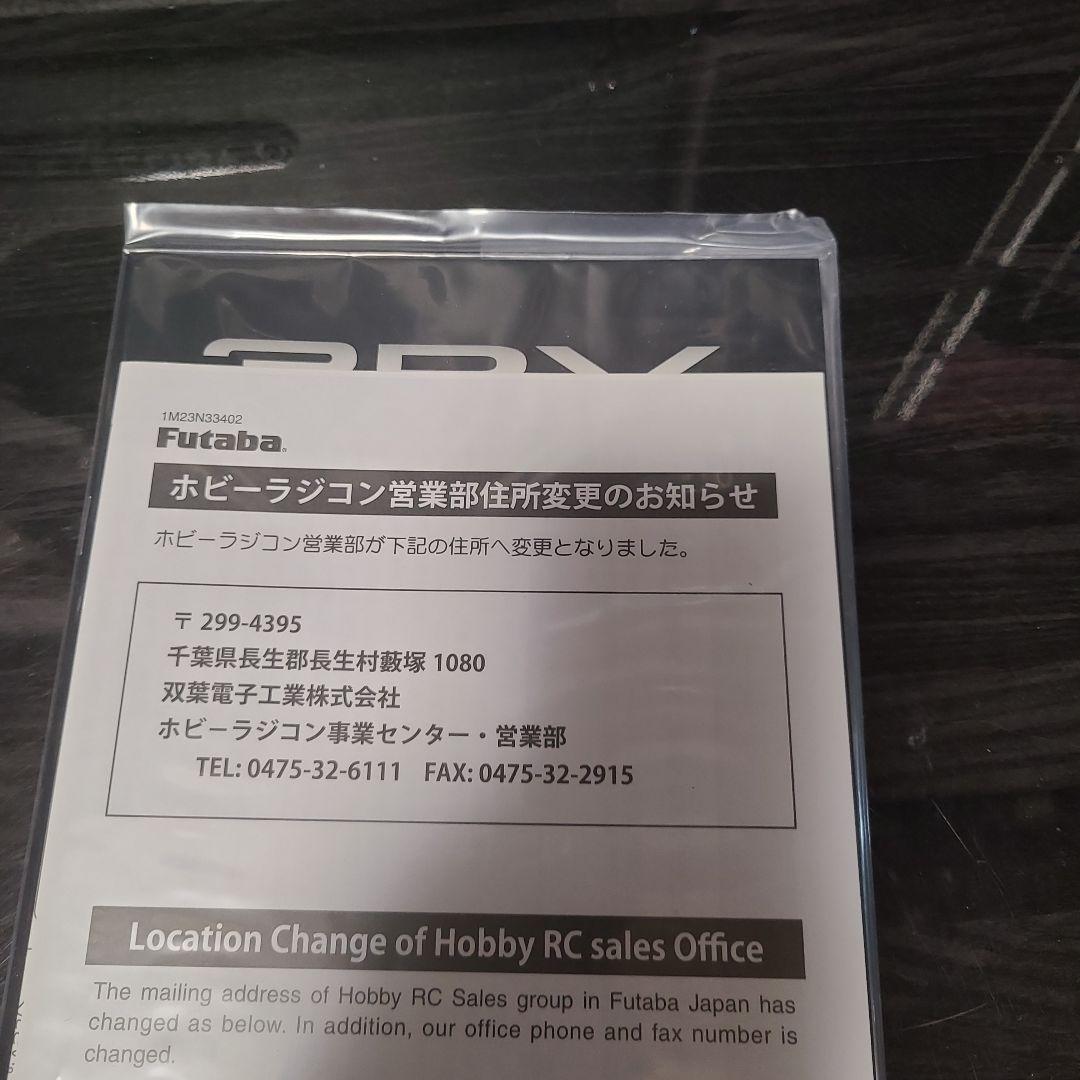 1M23N33402
Futaba
ホビーラジコン営業部住所変更のお知らせ
ホビーラジコン営業部が下記の住所へ変更となりました。
〒 299-4395
千葉県長生郡長生村藪塚 1080
双葉電子工業株式会社
ホビーラジコン事業センター・営業部
TEL: 0475-32-6111 FAX: 0475-32-2915
Location Change of Hobby RC sales Office
The mailing address of Hobby RC Sales group in Futaba Japan has
changed as below. In addition, our office phone and fax number is
changed.